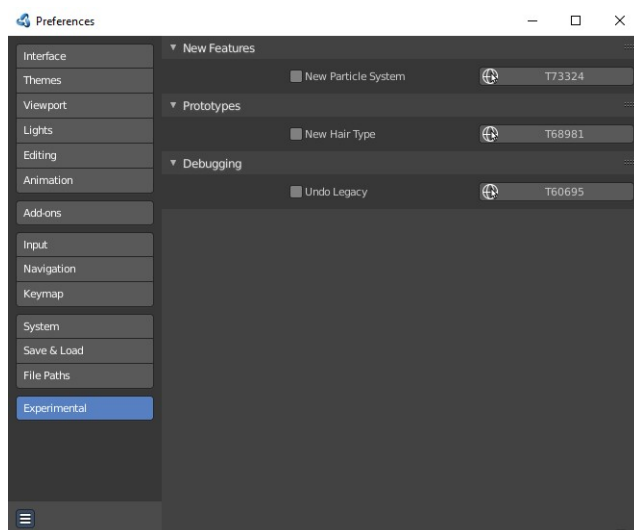 Preferences
Interface
Themes
Viewport
Lights
Editing
Animation
Add-ons
Input
Navigation
Keymap
System
Save & Load
File Paths
Experimental
New Features
New Particle System
T73324
Prototypes
New Hair Type
T68981
Debugging
Undo Legacy
T60695